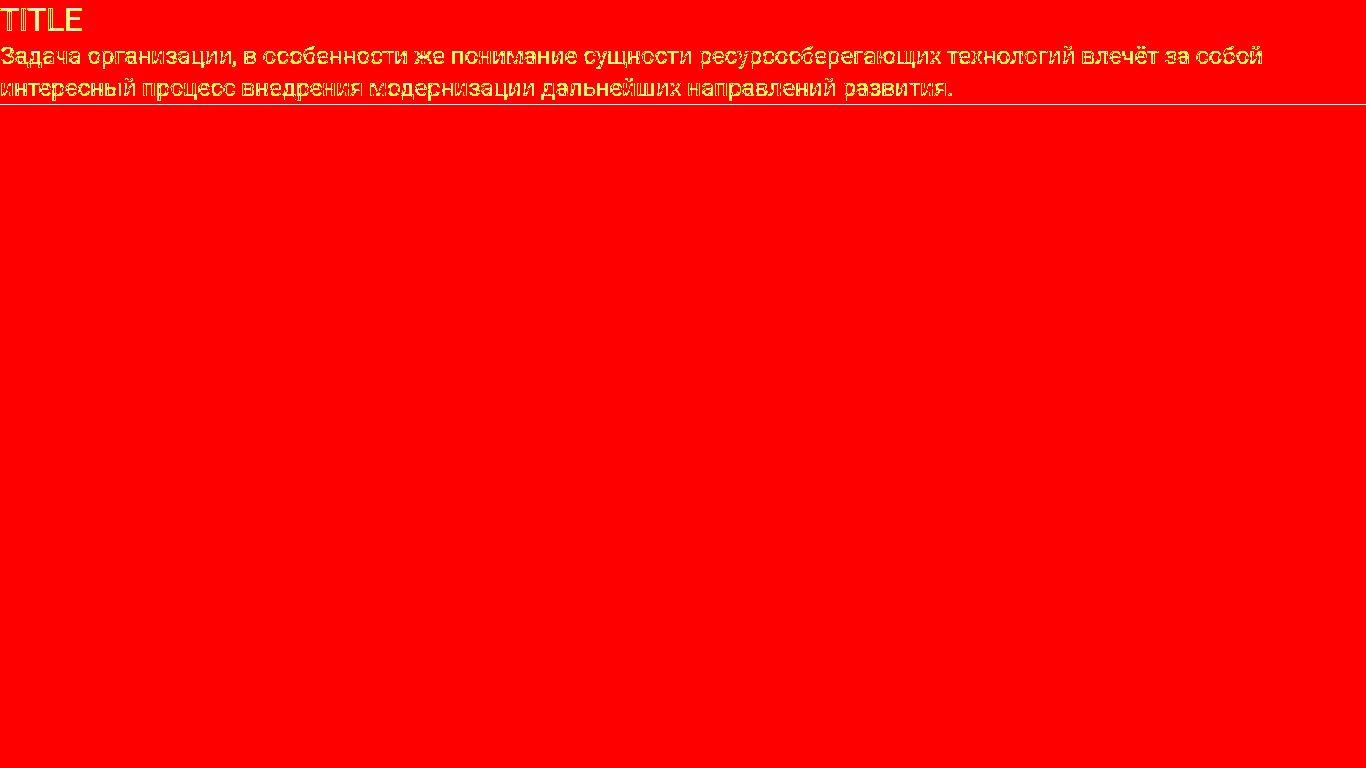 TITLE
Задача организации, в особенности же понимание сущности ресурсосберегающих технологий влечёт за собой
интересный процесс внедрения модернизации дальнейших направлений развития.